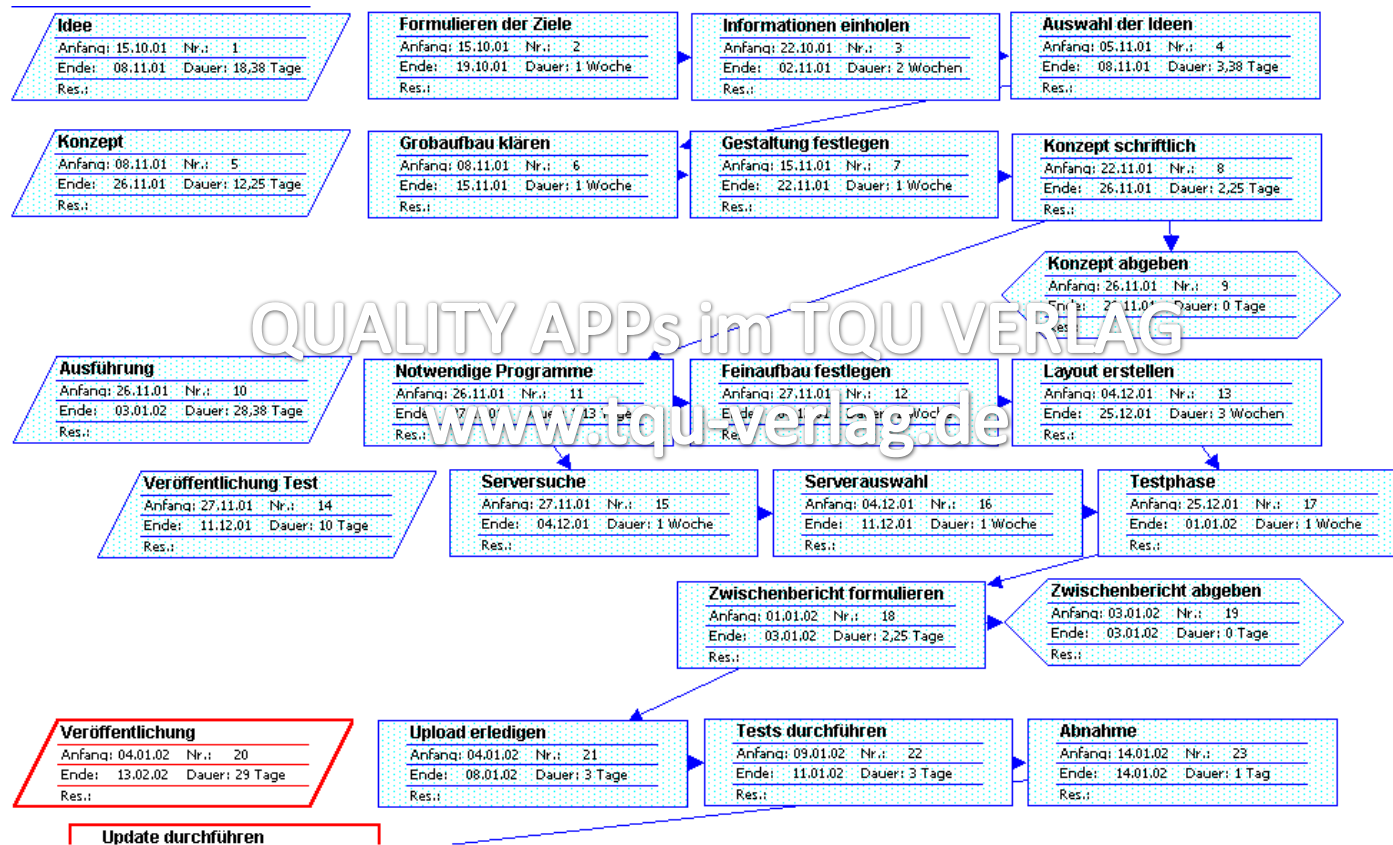 Idee
Anfang: 15.10.01 Nr.: 1
Ende: 08.11.01 Dauer: 18,38 Tage
Res.:
Formulieren der Ziele
Anfang: 15.10.01 Nr.: 2
Ende: 19.10.01 Dauer: 1 Woche
Res.:
Informationen einholen
Anfang: 22.10.01 Nr.: 3
Ende: 02.11.01 Dauer: 2 Wochen
Res.:
Auswahl der Ideen
Anfang: 05.11.01 Nr.: 4
Ende: 08.11.01 Dauer: 3,38 Tage
Res.:
Konzept
Anfang: 08.11.01 Nr.: 5
Ende: 26.11.01 Dauer: 12,25 Tage
Res.:
Grobaufbau klären
Anfang: 08.11.01 Nr.: 6
Ende: 15.11.01 Dauer: 1 Woche
Res.:
Gestaltung festlegen
Anfang: 15.11.01 Nr.: 7
Ende: 22.11.01 Dauer: 1 Woche
Res.:
Konzept schriftlich
Anfang: 22.11.01 Nr.: 8
Ende: 26.11.01 Dauer: 2,25 Tage
Res.:
Konzept abgeben
Anfang: 26.11.01 Nr.: 9
Ende: Dauer: 0 Tage
Res.:
QUALITY APPs im TQU VERLAG
www.tqu-verlag.de
Ausführung
Anfang: 26.11.01 Nr.: 10
Ende: 03.01.02 Dauer: 28,38 Tage
Res.:
Notwendige Programme
Anfang: 26.11.01 Nr.: 11
Ende: Tage
Res.:
Feinaufbau festlegen
Anfang: 27.11.01 Nr.: 12
Ende: Woche
Res.:
Layout erstellen
Anfang: 04.12.01 Nr.: 13
Ende: 25.12.01 Dauer: 3 Wochen
Res.:
Veröffentlichung Test
Anfang: 27.11.01 Nr.: 14
Ende: 11.12.01 Dauer: 10 Tage
Res.:
Serversuche
Anfang: 27.11.01 Nr.: 15
Ende: 04.12.01 Dauer: 1 Woche
Res.:
Serverauswahl
Anfang: 04.12.01 Nr.: 16
Ende: 11.12.01 Dauer: 1 Woche
Res.:
Testphase
Anfang: 25.12.01 Nr.: 17
Ende: 01.01.02 Dauer: 1 Woche
Res.:
Zwischenbericht formulieren
Anfang: 01.01.02 Nr.: 18
Ende: 03.01.02 Dauer: 2,25 Tage
Res.:
Zwischenbericht abgeben
Anfang: 03.01.02 Nr.: 19
Ende: 03.01.02 Dauer: 0 Tage
Res.:
Veröffentlichung
Anfang: 04.01.02 Nr.: 20
Ende: 13.02.02 Dauer: 29 Tage
Res.:
Upload erledigen
Anfang: 04.01.02 Nr.: 21
Ende: 08.01.02 Dauer: 3 Tage
Res.:
Tests durchführen
Anfang: 09.01.02 Nr.: 22
Ende: 11.01.02 Dauer: 3 Tage
Res.:
Abnahme
Anfang: 14.01.02 Nr.: 23
Ende: 14.01.02 Dauer: 1 Tag
Res.:
Update durchführen